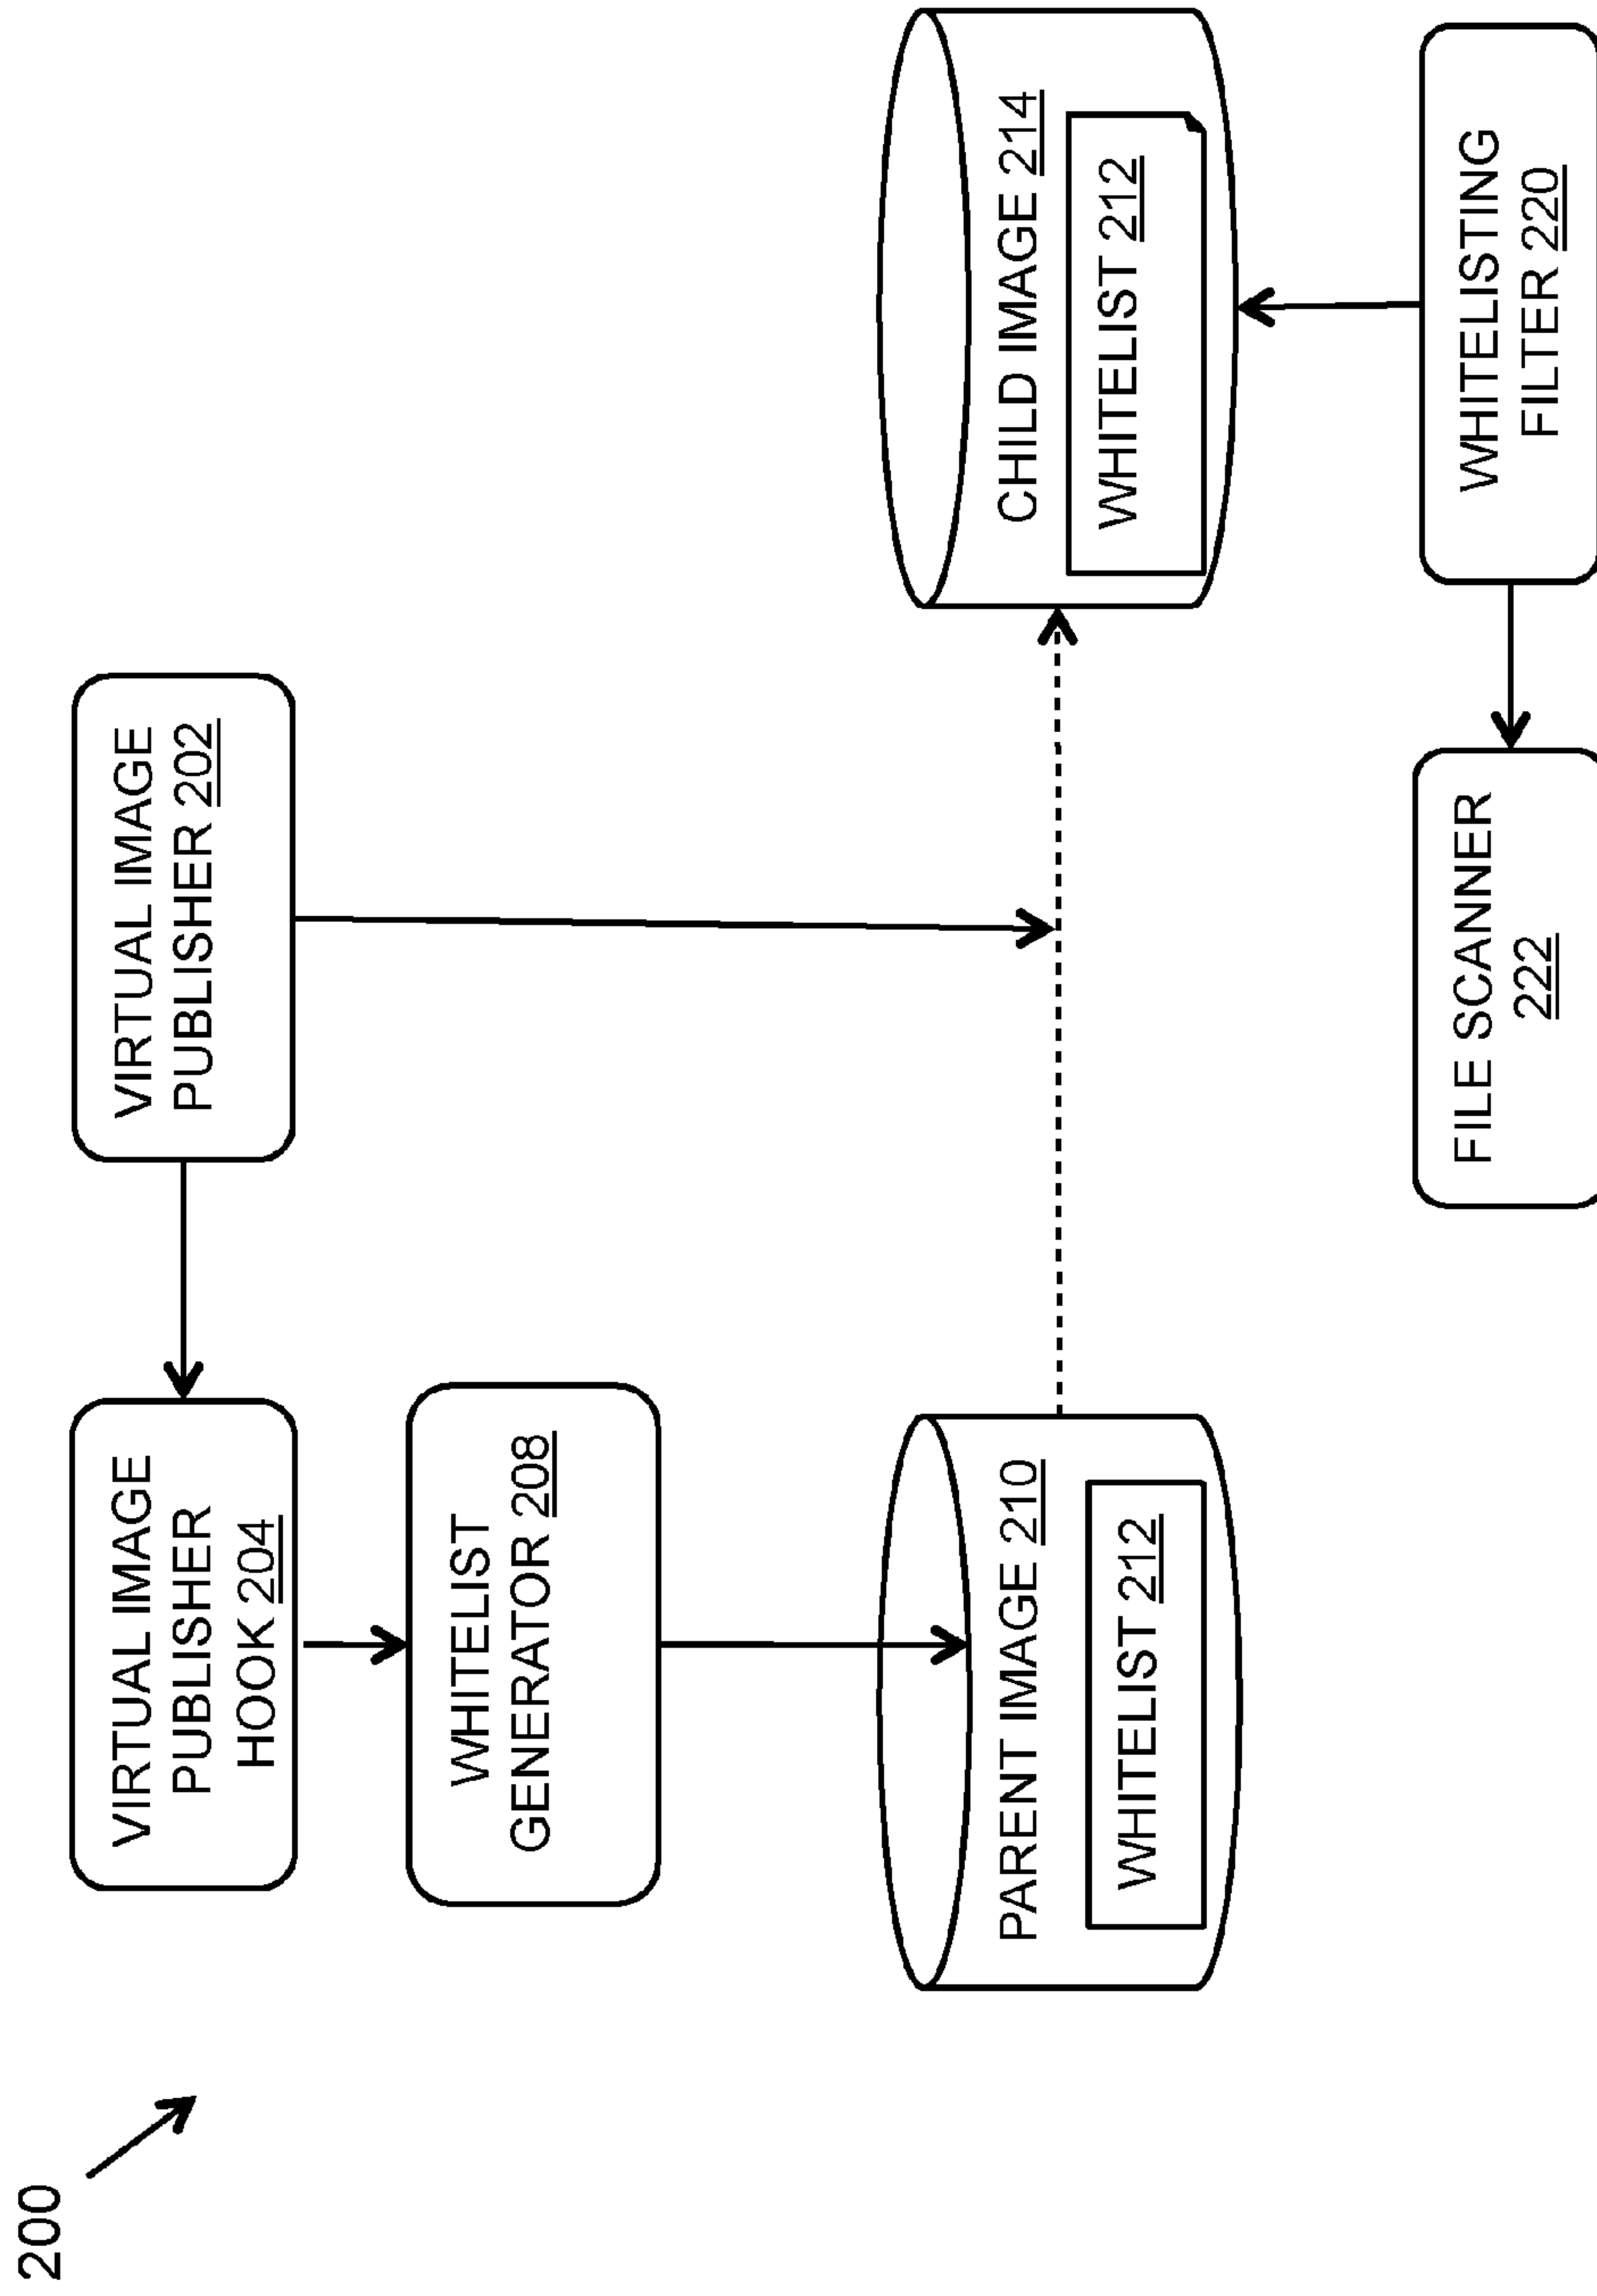 200
VIRTUAL IMAGE
PUBLISHER
HOOK 204
VIRTUAL IMAGE
PUBLISHER 202
WHITELIST
GENERATOR 208
PARENT IMAGE 210
WHITELIST 212
CHILD IMAGE 214
WHITELIST 212
FILE SCANNER
222
WHITELISTING
FILTER 220